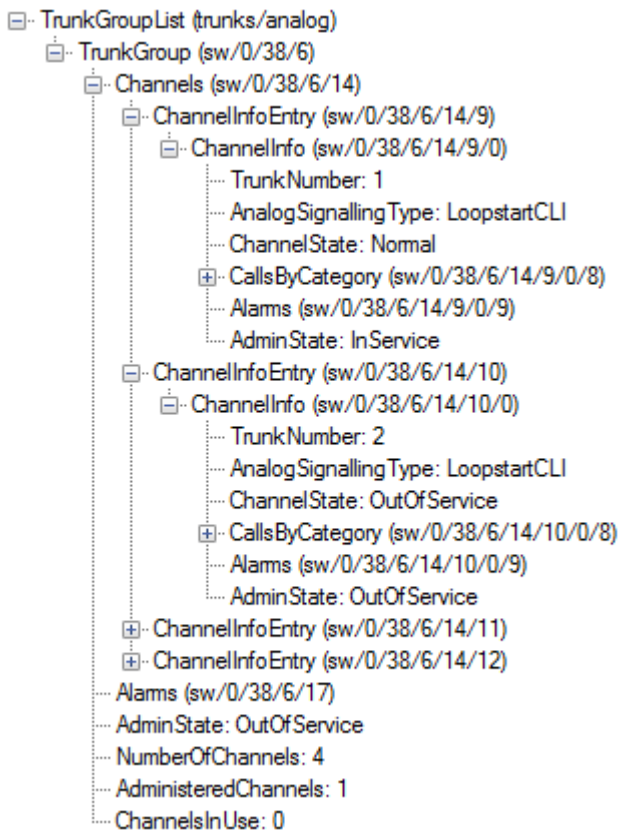 TrunkGroupList (trunks/analog)
TrunkGroup (sw/0/38/6)
Channels (sw/0/38/6/14)
ChannelInfoEntry (sw/0/38/6/14/9)
ChannelInfo (sw/0/38/6/14/9/0)
TrunkNumber: 1
AnalogSignallingType: LoopstartCLI
ChannelState: Normal
CallsByCategory (sw/0/38/6/14/9/0/8)
Alarms (sw/0/38/6/14/9/0/9)
AdminState: InService
ChannelInfoEntry (sw/0/38/6/14/10)
ChannelInfo (sw/0/38/6/14/10/0)
TrunkNumber: 2
AnalogSignallingType: LoopstartCLI
ChannelState: OutOfService
CallsByCategory (sw/0/38/6/14/10/0/8)
Alarms (sw/0/38/6/14/10/0/9)
AdminState: OutOfService
ChannelInfoEntry (sw/0/38/6/14/11)
ChannelInfoEntry (sw/0/38/6/14/12)
Alarms (sw/0/38/6/17)
AdminState: OutOfService
NumberOfChannels: 4
AdministeredChannels: 1
ChannelsInUse: 0